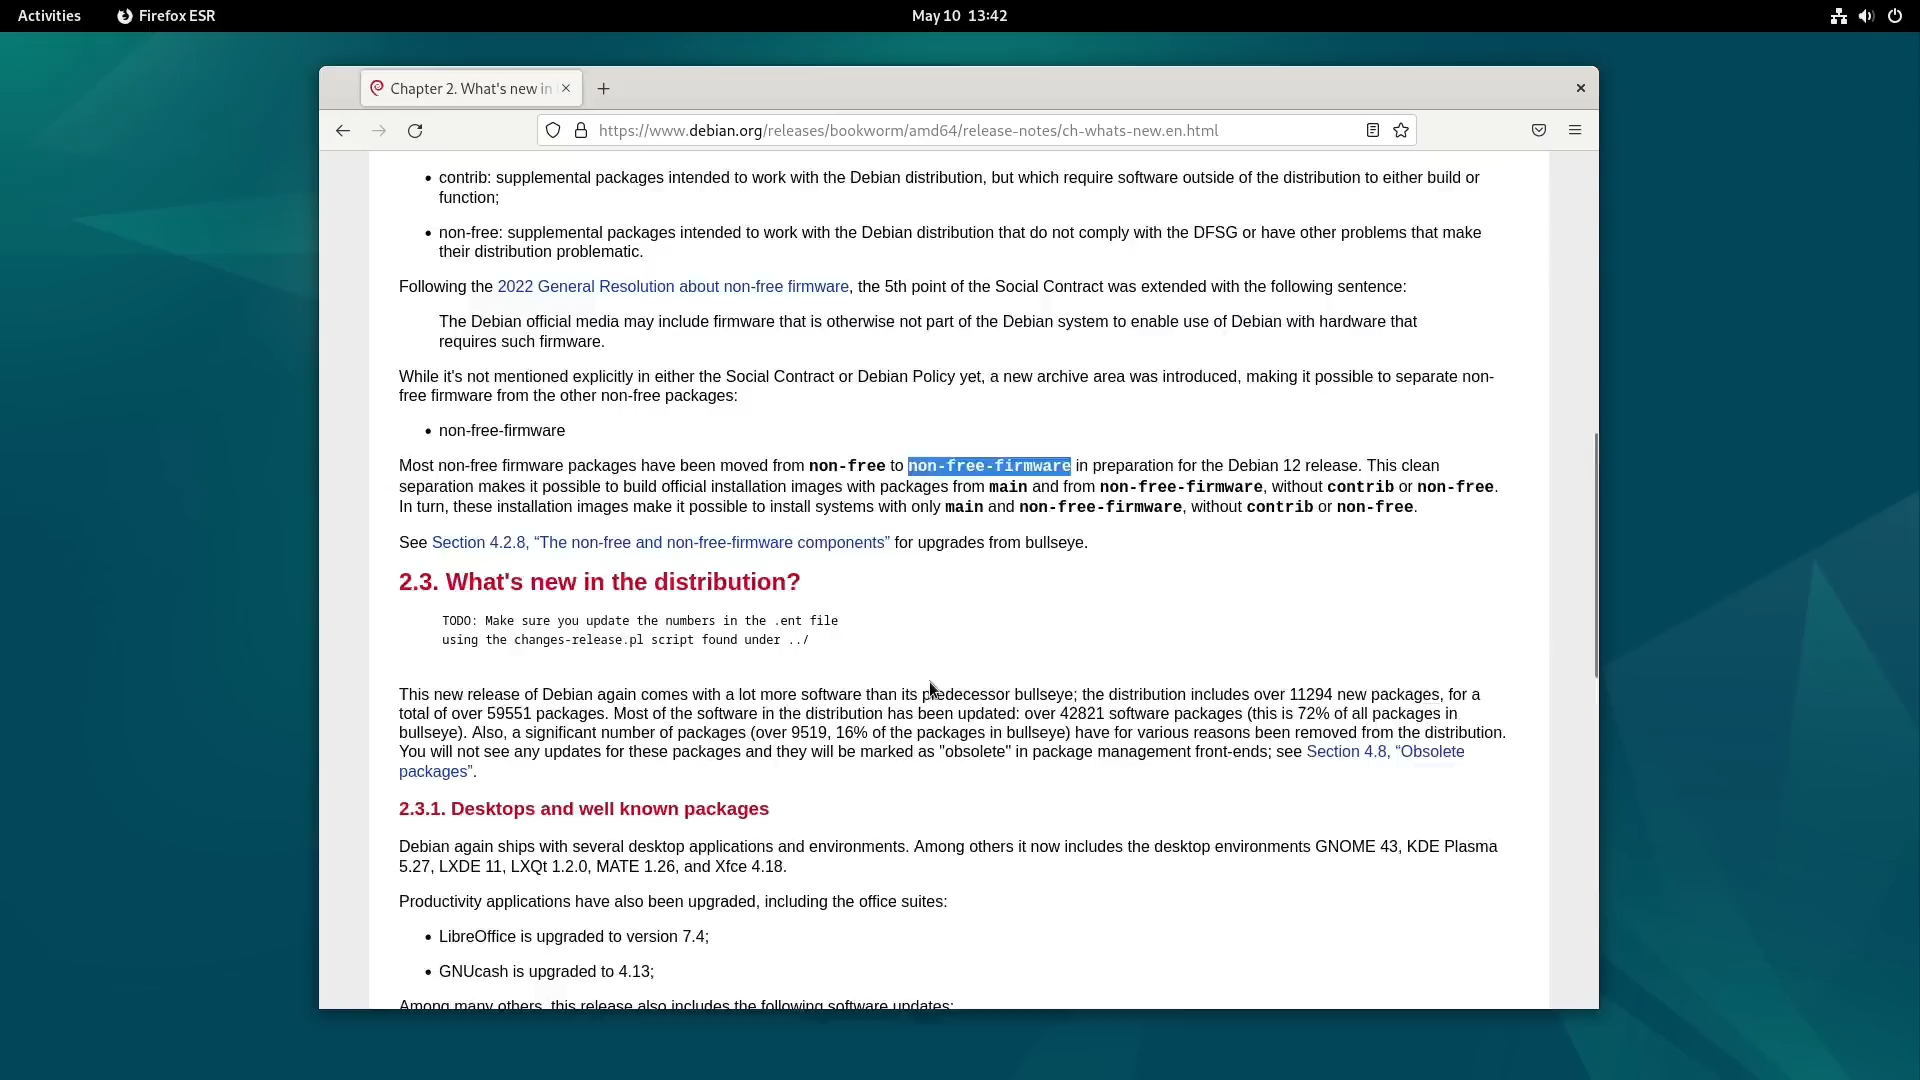 Activities Firefox ESR May 10 13:42
Chapter 2. What's new in
https://www.debian.org/releases/bookworm/amd64/release-notes/ch-whats-new.en.html
• contrib: supplemental packages intended to work with the Debian distribution, but which require software outside of the distribution to either build or
function;
• non-free: supplemental packages intended to work with the Debian distribution that do not comply with the DFSG or have other problems that make
their distribution problematic.
Following the 2022 General Resolution about non-free firmware, the 5th point of the Social Contract was extended with the following sentence:
The Debian official media may include firmware that is otherwise not part of the Debian system to enable use of Debian with hardware that
requires such firmware.
While it's not mentioned explicitly in either the Social Contract or Debian Policy yet, a new archive area was introduced, making it possible to separate non-
free firmware from the other non-free packages:
• non-free-firmware
Most non-free firmware packages have been moved from non-free to non-free-firmware in preparation for the Debian 12 release. This clean
separation makes it possible to build official installation images with packages from main and from non-free-firmware, without contrib or non-free.
In turn, these installation images make it possible to install systems with only main and non-free-firmware, without contrib or non-free.
See Section 4.2.8, “The non-free and non-free-firmware components” for upgrades from bullseye.
2.3. What's new in the distribution?
TODO: Make sure you update the numbers in the .ent file
using the changes-release.pl script found under ../
This new release of Debian again comes with a lot more software than its predecessor bullseye; the distribution includes over 11294 new packages, for a
total of over 59551 packages. Most of the software in the distribution has been updated: over 42821 software packages (this is 72% of all packages in
bullseye). Also, a significant number of packages (over 9519, 16% of the packages in bullseye) have for various reasons been removed from the distribution.
You will not see any updates for these packages and they will be marked as "obsolete" in package management front-ends; see Section 4.8, “Obsolete
packages”.
2.3.1. Desktops and well known packages
Debian again ships with several desktop applications and environments. Among others it now includes the desktop environments GNOME 43, KDE Plasma
5.27, LXDE 11, LXQt 1.2.0, MATE 1.26, and Xfce 4.18.
Productivity applications have also been upgraded, including the office suites:
• LibreOffice is upgraded to version 7.4;
• GNUcash is upgraded to 4.13;
Among many others, this release also includes the following software updates: